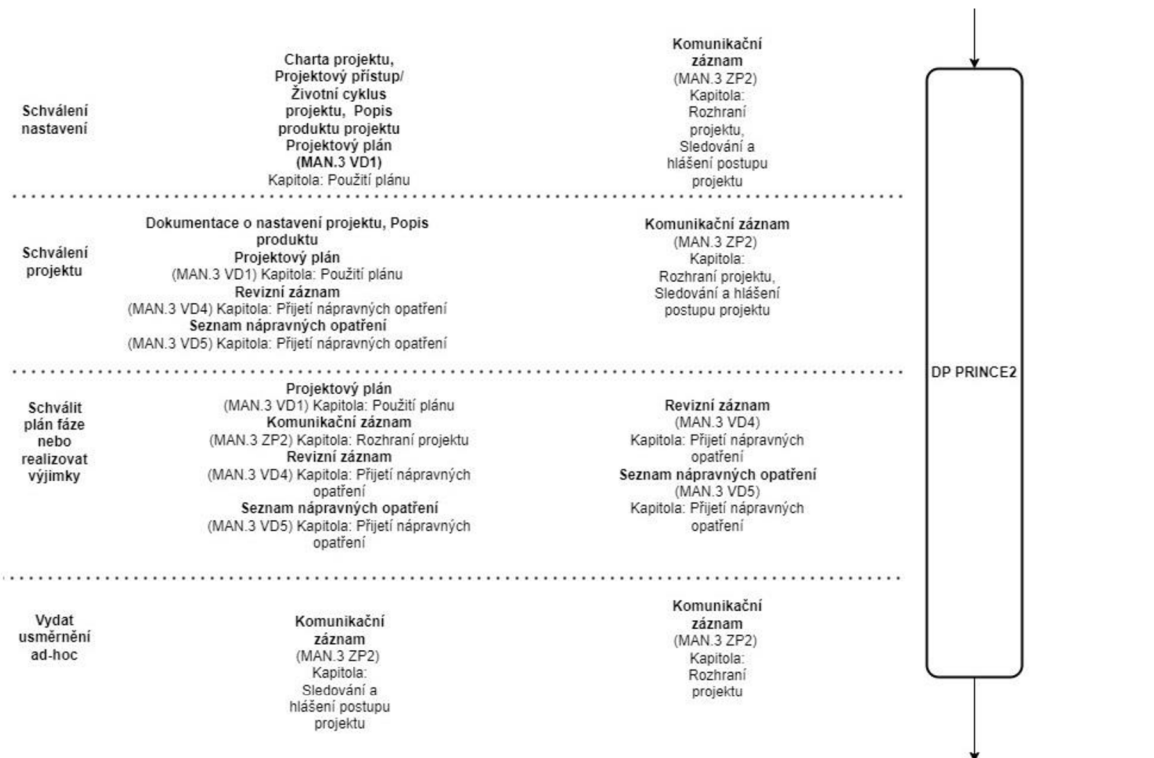 Schválení
nastavení
Charta projektu,
Projektový přístup/
Životní cyklus
projektu, Popis
produktu projektu
Projektový plán
(MAN.3 VD1)
Kapitola: Použití plánu
Komunikační
záznam
(MAN.3 ZP2)
Kapitola:
Rozhraní
projektu,
Sledování a
hlášení postupu
projektu
Schválení
projektu
Dokumentace o nastavení projektu, Popis
produktu
Projektový plán
(MAN.3 VD1) Kapitola: Použití plánu
Revizní záznam
(MAN.3 VD4) Kapitola: Přijetí nápravných opatření
Seznam nápravných opatření
(MAN.3 VD5) Kapitola: Přijetí nápravných opatření
Komunikační záznam
(MAN.3 ZP2)
Kapitola:
Rozhraní projektu,
Sledování a hlášení
postupu projektu
Schválit
plán fáze
nebo
realizovat
výjimky
Projektový plán
(MAN.3 VD1) Kapitola: Použití plánu
Komunikační záznam
(MAN.3 ZP2) Kapitola: Rozhraní projektu
Revizní záznam
(MAN.3 VD4) Kapitola: Přijetí nápravných
opatření
Seznam nápravných opatření
(MAN.3 VD5) Kapitola: Přijetí nápravných
opatření
Revizní záznam
(MAN.3 VD4)
Kapitola: Přijetí nápravných
opatření
Seznam nápravných opatření
(MAN.3 VD5)
Kapitola: Přijetí nápravných
opatření
Vydat
usměrnění
ad-hoc
Komunikační
záznam
(MAN.3 ZP2)
Kapitola:
Sledování a
hlášení postupu
projektu
Komunikační
záznam
(MAN.3 ZP2)
Kapitola:
Rozhraní
projektu
DP PRINCE2